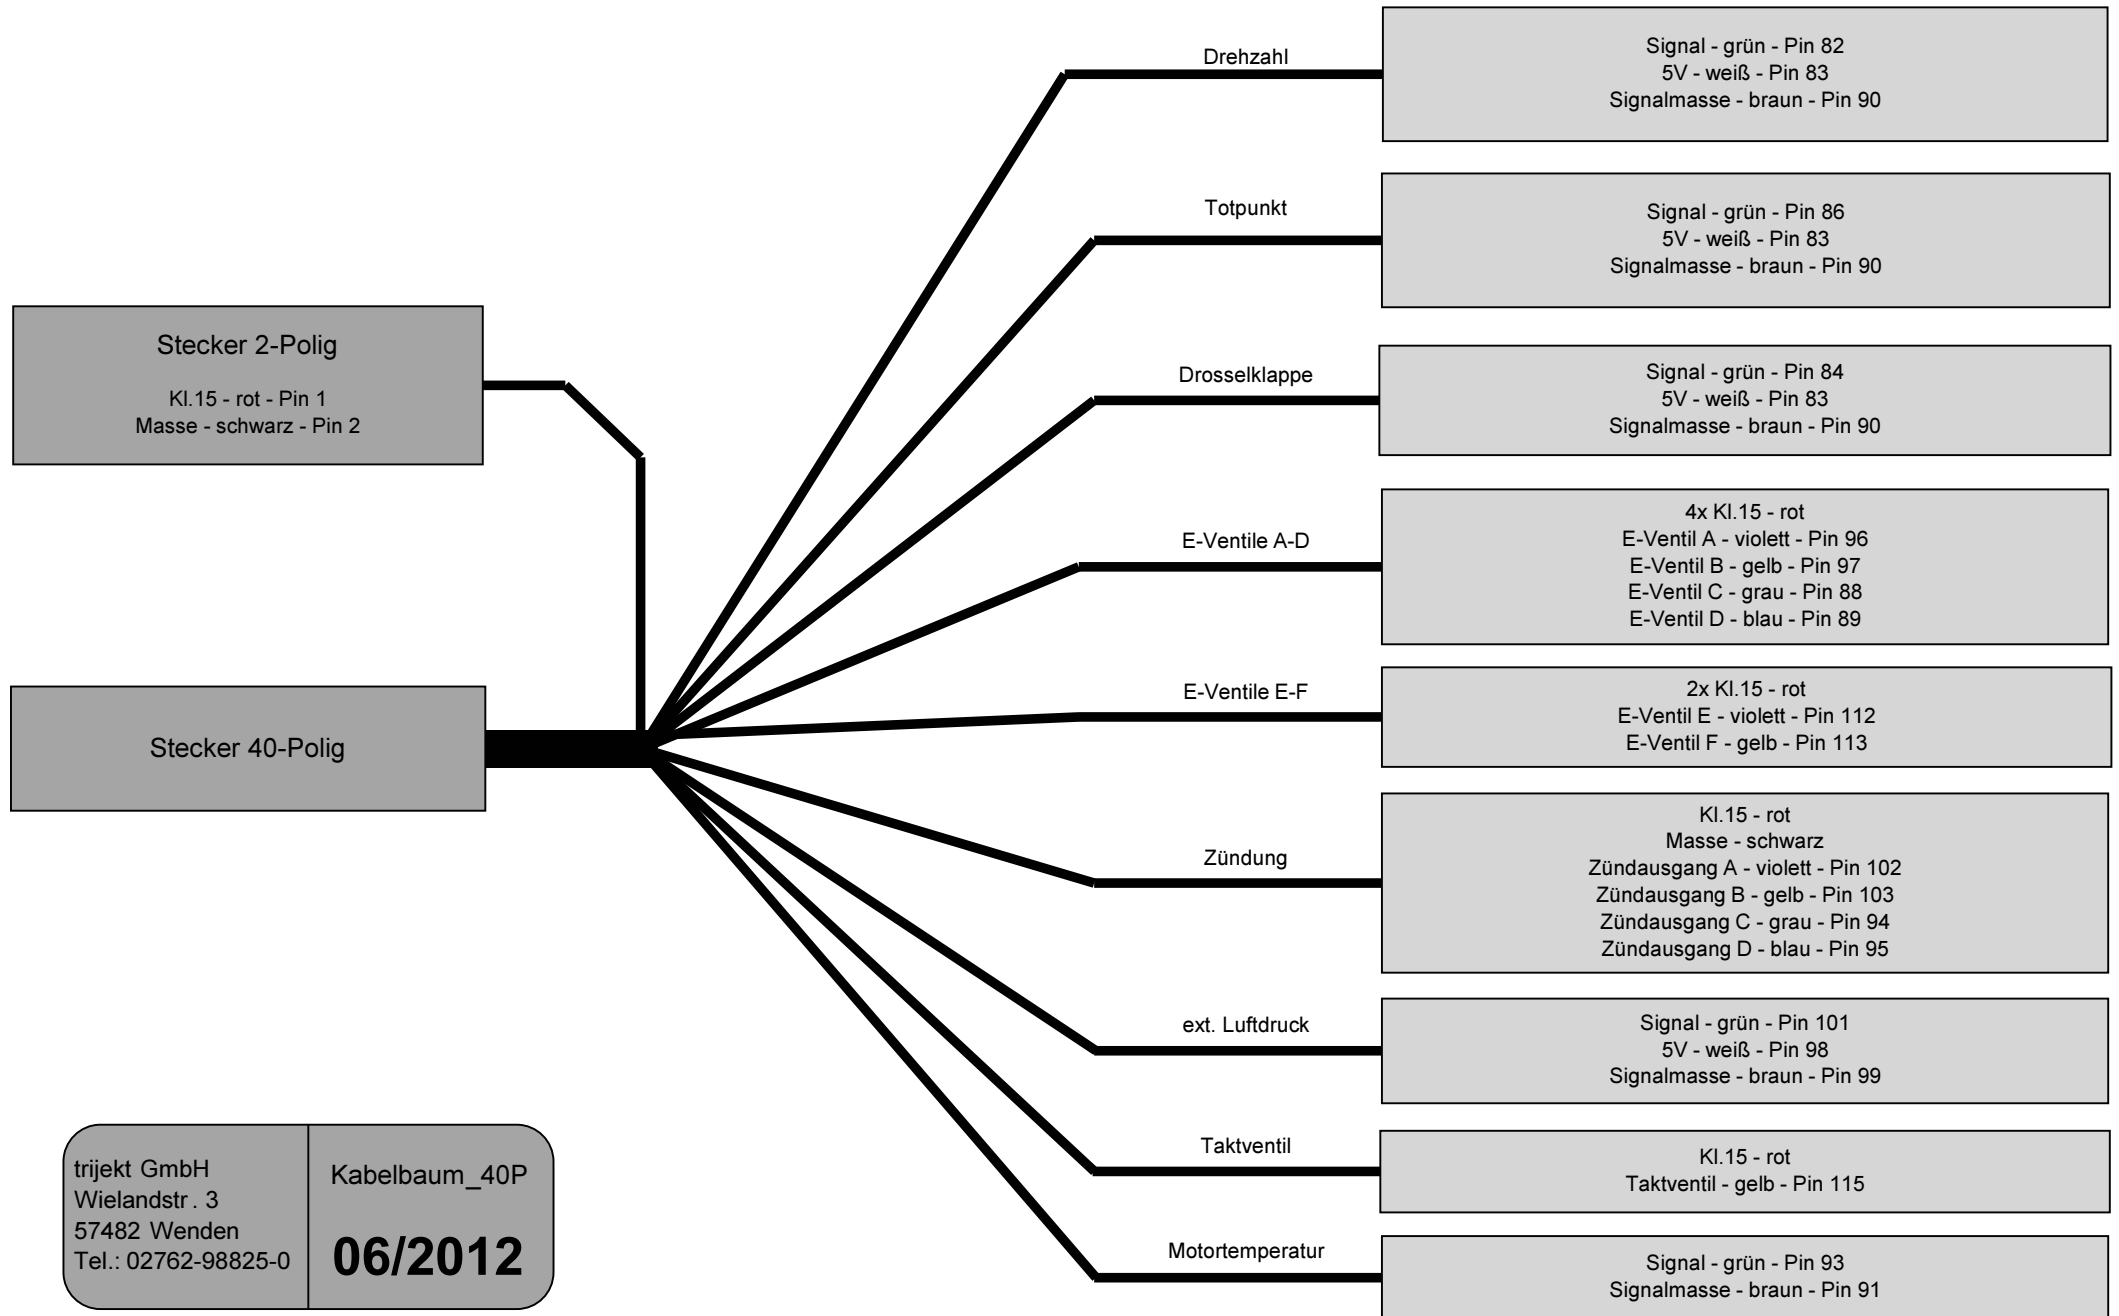 Drehzahl
Signal - grün - Pin 82
5V - weiß - Pin 83
Signalmasse - braun - Pin 90
Totpunkt
Signal - grün - Pin 86
5V - weiß - Pin 83
Signalmasse - braun - Pin 90
Stecker 2-Polig
Kl.15 - rot - Pin 1
Masse - schwarz - Pin 2
Drosselklappe
Signal - grün - Pin 84
5V - weiß - Pin 83
Signalmasse - braun - Pin 90
E-Ventile A-D
4x Kl.15 - rot
E-Ventil A - violett - Pin 96
E-Ventil B - gelb - Pin 97
E-Ventil C - grau - Pin 88
E-Ventil D - blau - Pin 89
Stecker 40-Polig
E-Ventile E-F
2x Kl.15 - rot
E-Ventil E - violett - Pin 112
E-Ventil F - gelb - Pin 113
Zündung
Kl.15 - rot
Masse - schwarz
Zündausgang A - violett - Pin 102
Zündausgang B - gelb - Pin 103
Zündausgang C - grau - Pin 94
Zündausgang D - blau - Pin 95
ext. Luftdruck
Signal - grün - Pin 101
5V - weiß - Pin 98
Signalmasse - braun - Pin 99
Taktventil
Kl.15 - rot
Taktventil - gelb - Pin 115
Motortemperatur
Signal - grün - Pin 93
Signalmasse - braun - Pin 91
trijekt GmbH
Wielandstr. 3
57482 Wenden
Tel.: 02762-98825-0
Kabelbaum_40P
06/2012